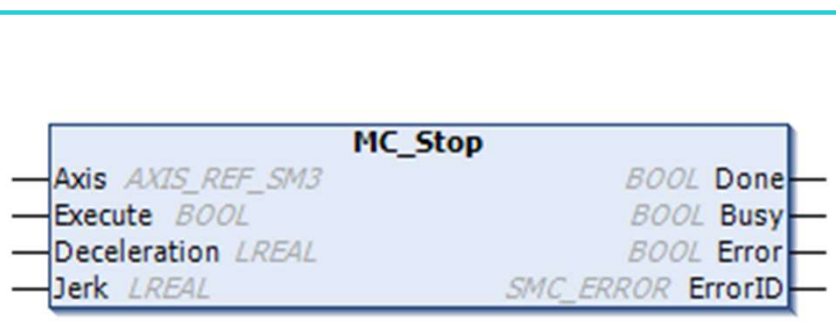 MC_Stop
Axis AXIS_REF_SM3 BOOL Done
Execute BOOL BOOL Busy
Deceleration LREAL BOOL Error
Jerk LREAL SMC_ERROR ErrorID